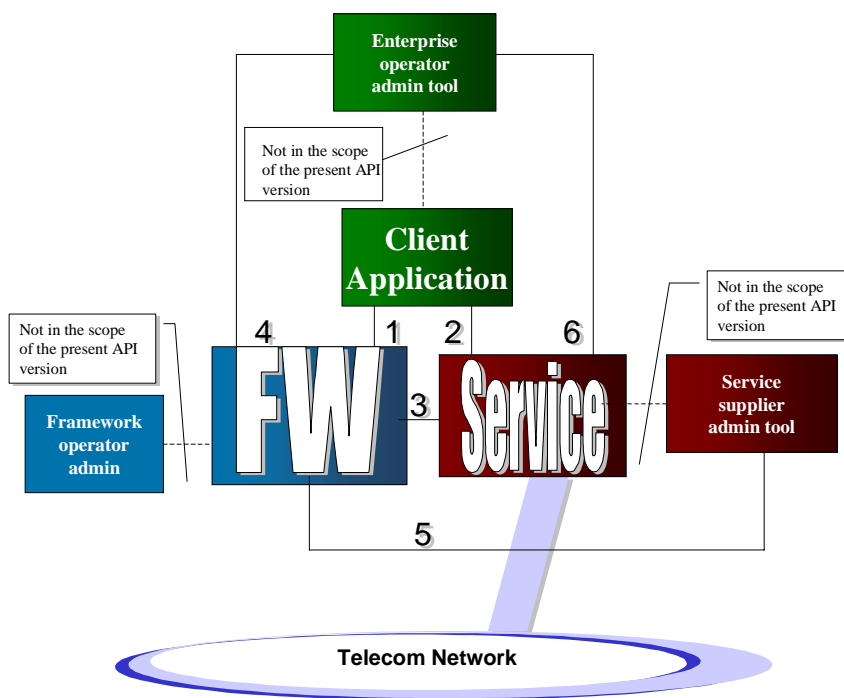 Enterprise
operator
admin tool
Not in the scope
of the present API
version
Client
Application
Not in the scope
of the present API
version
Not in the scope
of the present API
version
4
1
2
6
FW
3
Service
Service
supplier
admin tool
Framework
operator
admin
5
Telecom Network